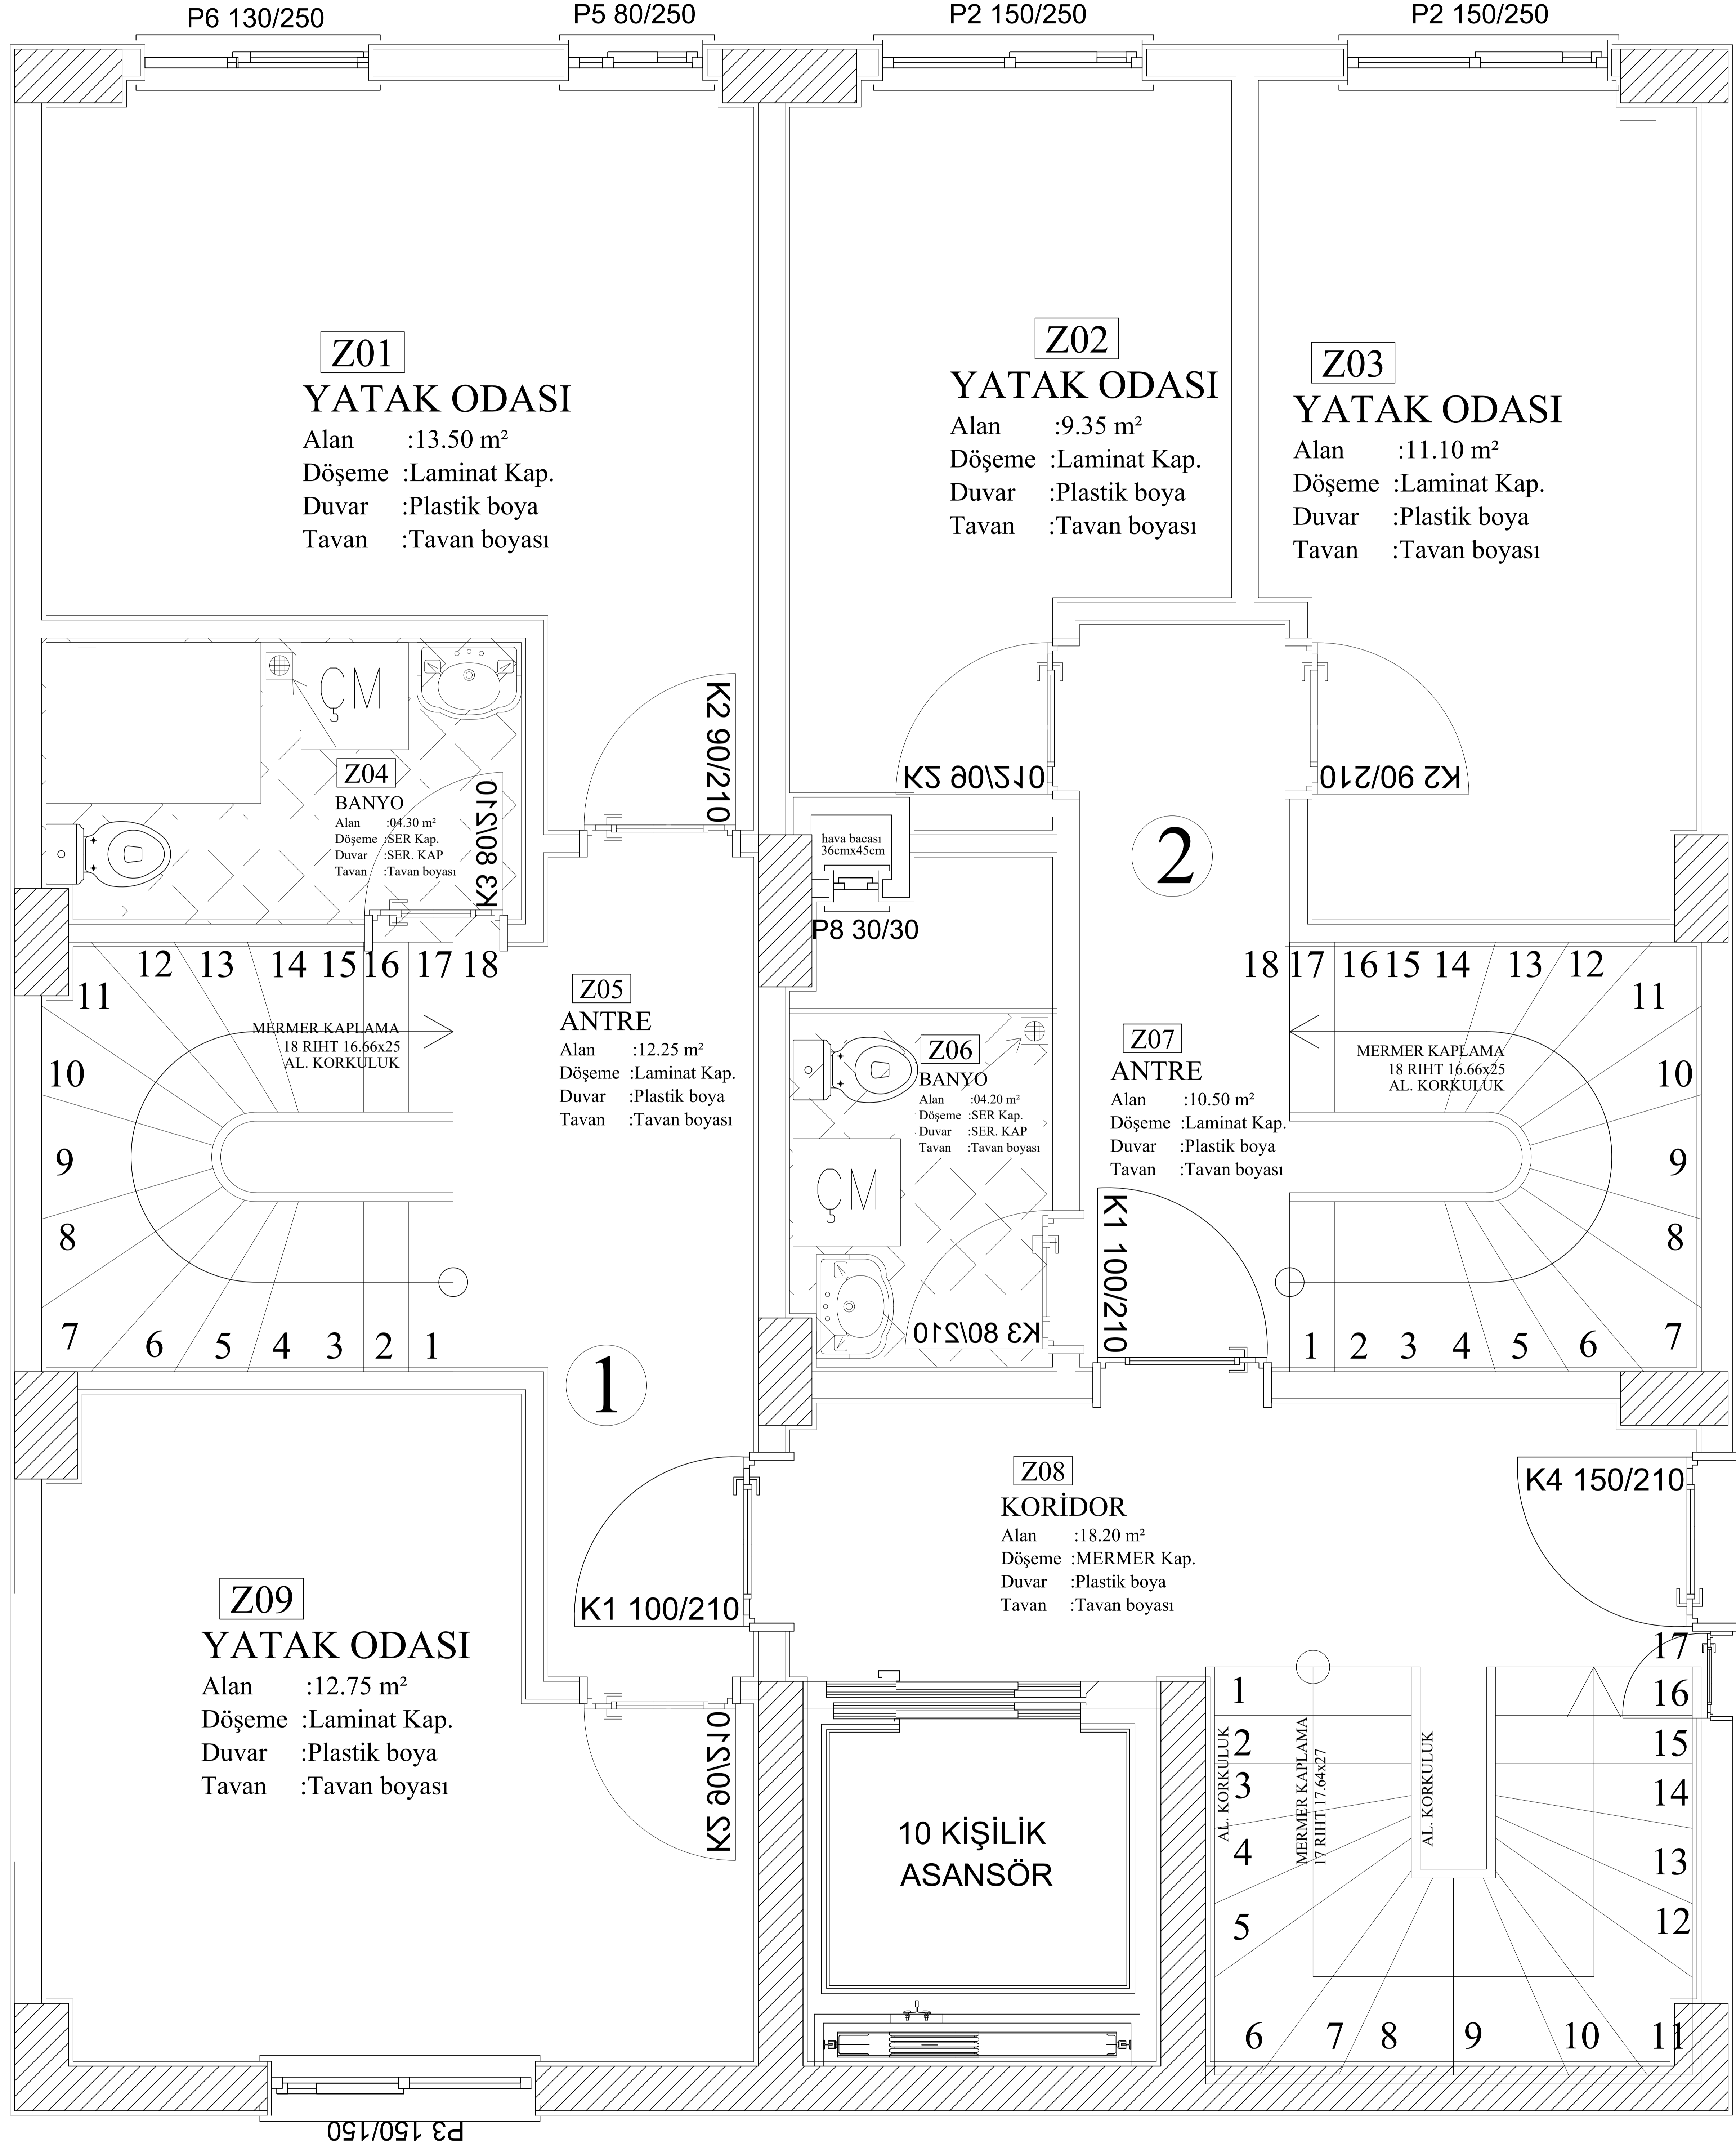 P6 130/250
P5 80/250
P2 150/250
P2 150/250
Z01
YATAK ODASI
Alan :13.50 m²
Döşeme :Laminat Kap.
Duvar :Plastik boya
Tavan :Tavan boyası
Z02
YATAK ODASI
Alan :9.35 m²
Döşeme :Laminat Kap.
Duvar :Plastik boya
Tavan :Tavan boyası
Z03
YATAK ODASI
Alan :11.10 m²
Döşeme :Laminat Kap.
Duvar :Plastik boya
Tavan :Tavan boyası
ÇM
K2 90/210
K2 90/210
K2 90/210
Z04
BANYO
Alan :04.30 m²
Döşeme :SER Kap.
Duvar :SER. KAP
Tavan :Tavan boyası
K3 80/210
hava bacası
36cmx45cm
P8 30/30
2
12 13 14 15 16 17 18
11
10
9
8
7
6 5 4 3 2 1
MERMER KAPLAMA
18 RIHT 16.66x25
AL. KORKULUK
Z05
ANTRE
Alan :12.25 m²
Döşeme :Laminat Kap.
Duvar :Plastik boya
Tavan :Tavan boyası
1
Z06
BANYO
Alan :04.20 m²
Döşeme :SER Kap.
Duvar :SER. KAP
Tavan :Tavan boyası
ÇM
K3 80/210
Z07
ANTRE
Alan :10.50 m²
Döşeme :Laminat Kap.
Duvar :Plastik boya
Tavan :Tavan boyası
K1 100/210
18 17 16 15 14 13 12
11
10
9
8
7
1 2 3 4 5 6
MERMER KAPLAMA
18 RIHT 16.66x25
AL. KORKULUK
Z08
KORİDOR
Alan :18.20 m²
Döşeme :MERMER Kap.
Duvar :Plastik boya
Tavan :Tavan boyası
K4 150/210
K1 100/210
Z09
YATAK ODASI
Alan :12.75 m²
Döşeme :Laminat Kap.
Duvar :Plastik boya
Tavan :Tavan boyası
K2 90/210
10 KİŞİLİK
ASANSÖR
1
2
3
4
5
6 7 8 9 10 11
12
13
14
15
16
17
AL. KORKULUK
MERMER KAPLAMA
17 RIHT 17.64x27
AL. KORKULUK
P3 150/150